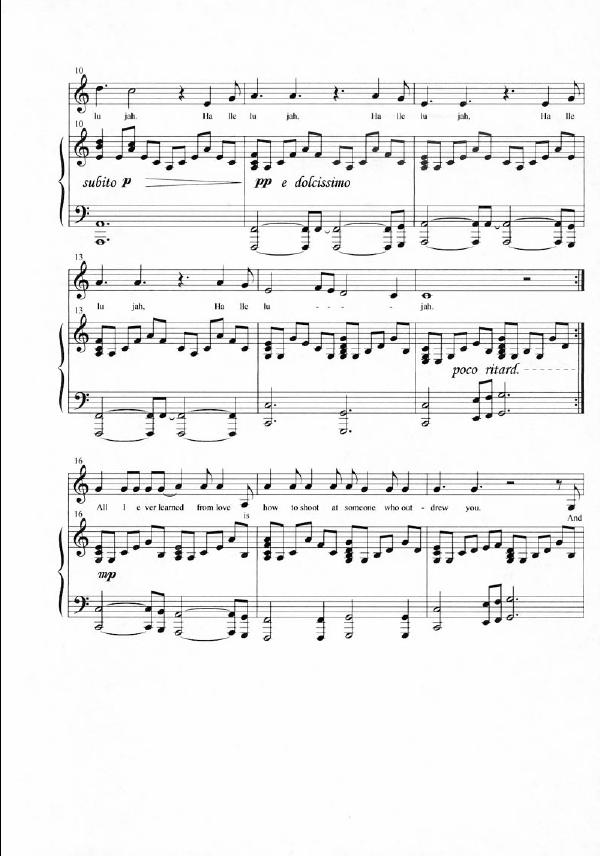 10
lu jah. Ha lle lu jah. Ha lle lu jah. Ha lle
10
subito p pp e dolcissimo
13
lu jah, Ha lle lu - - - - jah.
13
poco ritard.
16
All I e ver learned from love is how to shoot at someone who out- drew you. And
16
mp